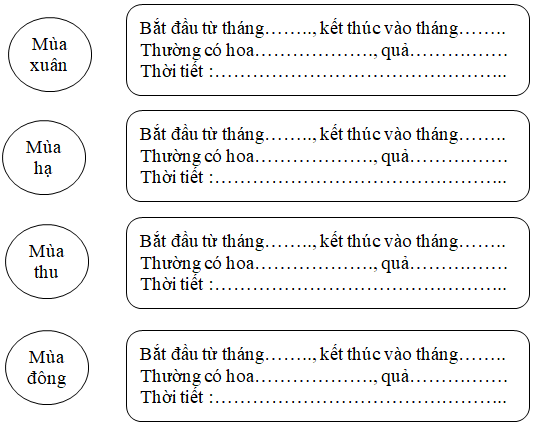 Mùa
xuân
Bắt đầu từ tháng…….., kết thúc vào tháng……..
Thường có hoa………………., quả…………….
Thời tiết :………………………………………..
Mùa
hạ
Bắt đầu từ tháng…….., kết thúc vào tháng……..
Thường có hoa………………., quả…………….
Thời tiết :………………………………………..
Mùa
thu
Bắt đầu từ tháng…….., kết thúc vào tháng……..
Thường có hoa………………., quả…………….
Thời tiết :………………………………………..
Mùa
đông
Bắt đầu từ tháng…….., kết thúc vào tháng……..
Thường có hoa………………., quả…………….
Thời tiết :………………………………………..